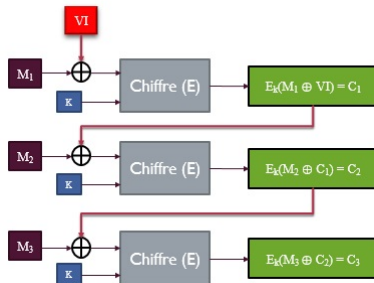 VI
M₁
Chiffre (E)
E𝗄(M₁ ⊕ VI) = C₁
K
M₂
Chiffre (E)
E𝗄(M₂ ⊕ C₁) = C₂
K
M₃
Chiffre (E)
E𝗄(M₃ ⊕ C₂) = C₃
K